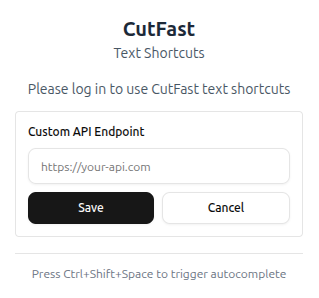 CutFast
Text Shortcuts
Please log in to use CutFast text shortcuts
Custom API Endpoint
https://your-api.com
Save
Cancel
Press Ctrl+Shift+Space to trigger autocomplete